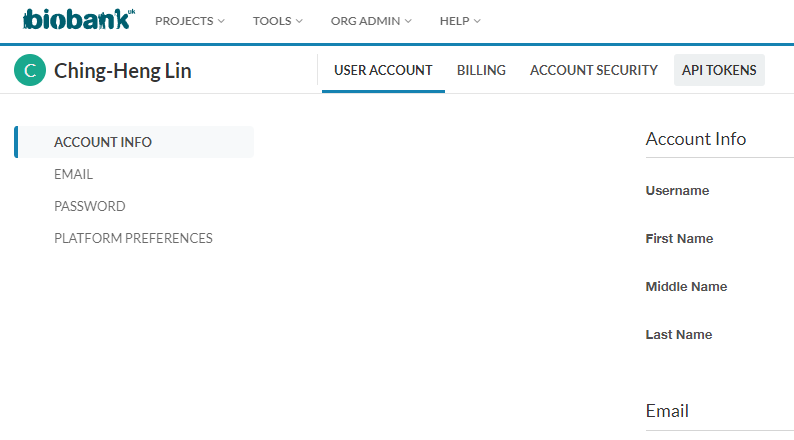 biobank uk PROJECTS TOOLS ORG ADMIN HELP
C Ching-Heng Lin USER ACCOUNT BILLING ACCOUNT SECURITY API TOKENS
ACCOUNT INFO
EMAIL
PASSWORD
PLATFORM PREFERENCES
Account Info
Username
First Name
Middle Name
Last Name
Email